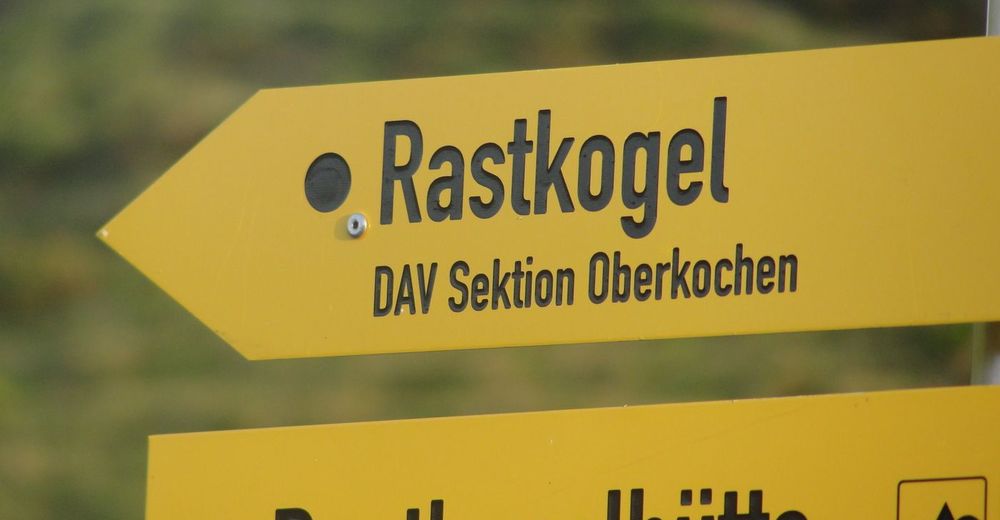 Rastkogel
DAV Sektion Oberkochen